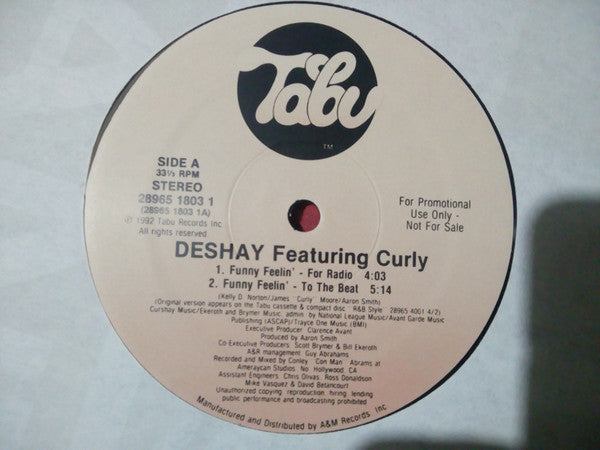 Tabu
TM
SIDE A
33⅓ RPM
STEREO
28965 1803 1
(28965 1803 1A)
℗ 1992 Tabu Records Inc
All rights reserved
For Promotional
Use Only -
Not For Sale
DESHAY Featuring Curly
1. Funny Feelin' - For Radio 4:03
2. Funny Feelin' - To The Beat 5:14
(Kelly D. Norton/James "Curly" Moore/Aaron Smith)
(Original version appears on the Tabu cassette & compact disc R&B Style 28965 4001 4/2)
Curshay Music/Ekeroth and Brymer Music admin. by National League Music/Avant Garde Music
Publishing (ASCAP)/Trayce One Music (BMI)
Executive Producer Clarence Avant
Produced by Aaron Smith
Co-Executive Producers Scott Brymer & Bill Ekeroth
A&R management Guy Abrahams
Recorded and Mixed by Conley "Con Man" Abrams at
Ameraycan Studios No Hollywood, CA
Assistant Engineers Chris Olivas Ross Donaldson
Mike Vasquez & David Betancourt
Unauthorized copying reproduction hiring lending
public performance and broadcasting prohibited
Manufactured and Distributed by A&M Records Inc